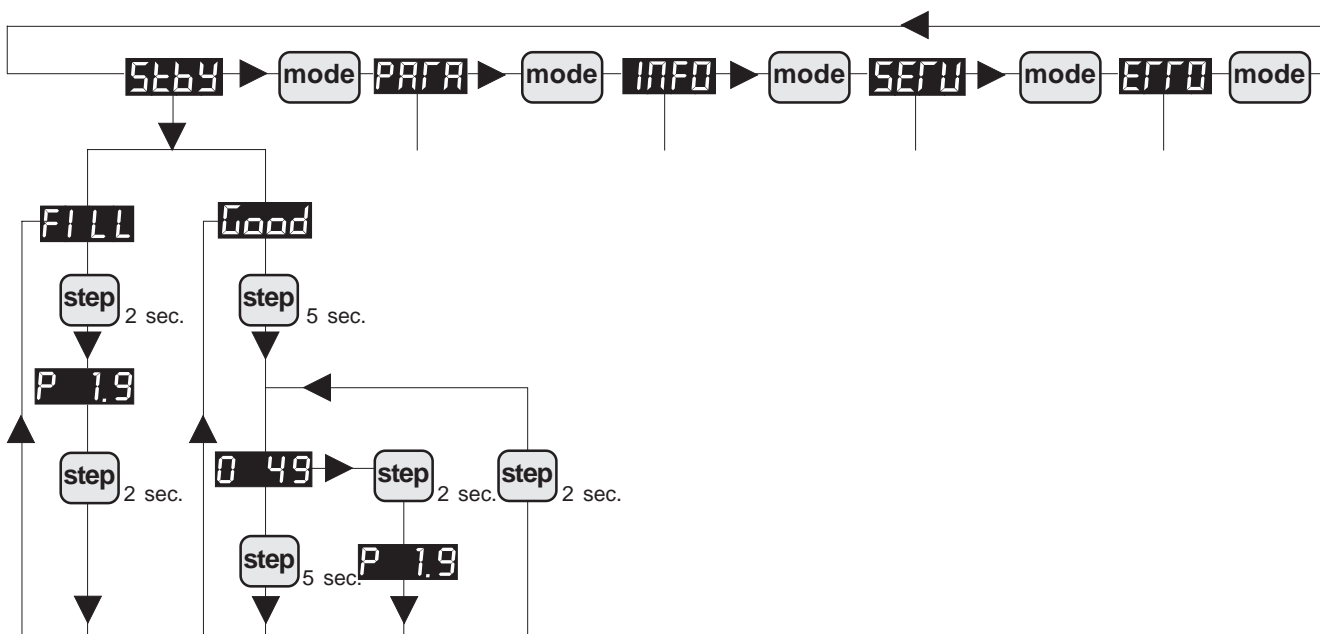 Stby mode PARA mode INFO mode SERV mode ERRO mode
FILL Good
step 2 sec. step 5 sec.
P 1.9
0 49 step 2 sec. step 2 sec.
step 2 sec.
step 5 sec. P 1.9